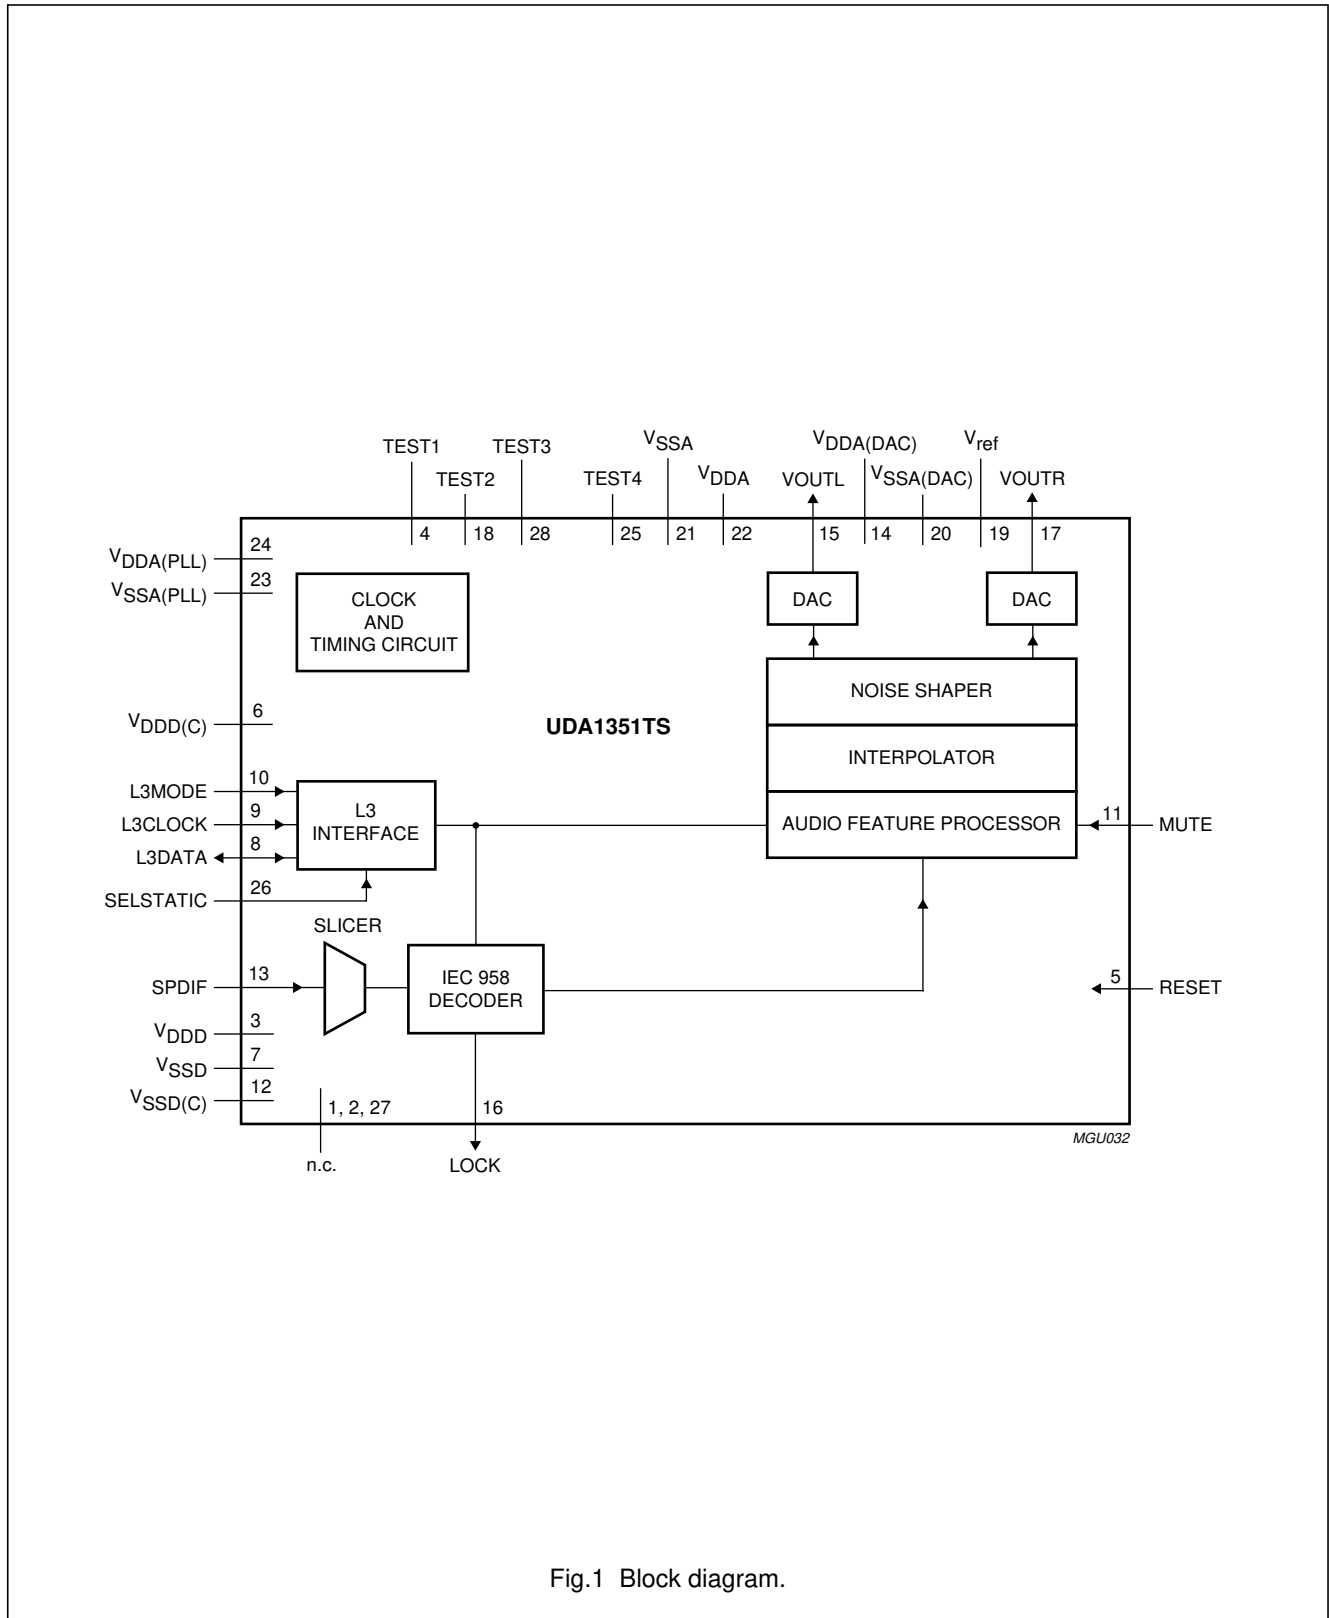 TEST1
TEST3
VSSA
VDDA(DAC)
Vref
TEST2
TEST4
VDDA
VOUTL
VSSA(DAC)
VOUTR
4
18
28
25
21
22
15
14
20
19
17
VDDA(PLL)
24
VSSA(PLL)
23
CLOCK
AND
TIMING CIRCUIT
DAC
DAC
NOISE SHAPER
VDDD(C)
6
UDA1351TS
INTERPOLATOR
L3MODE
10
L3CLOCK
9
L3DATA
8
L3
INTERFACE
AUDIO FEATURE PROCESSOR
11
MUTE
SELSTATIC
26
SLICER
SPDIF
13
IEC 958
DECODER
5
RESET
VDDD
3
VSSD
7
VSSD(C)
12
1, 2, 27
16
n.c.
LOCK
MGU032
Fig.1 Block diagram.